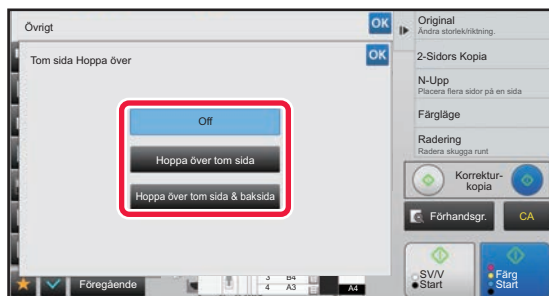 Övrigt
OK
Tom sida Hoppa över
OK
Off
Hoppa över tom sida
Hoppa över tom sida & baksida
Föregående
3 B4
4 A3
A4
Original
Ändra storlek/riktning.
2-Sidors Kopia
N-Upp
Placera flera sidor på en sida
Färgläge
Radering
Radera skugga runt
Korrektur-
kopia
Förhandsgr.
CA
SV/V
Start
Färg
Start